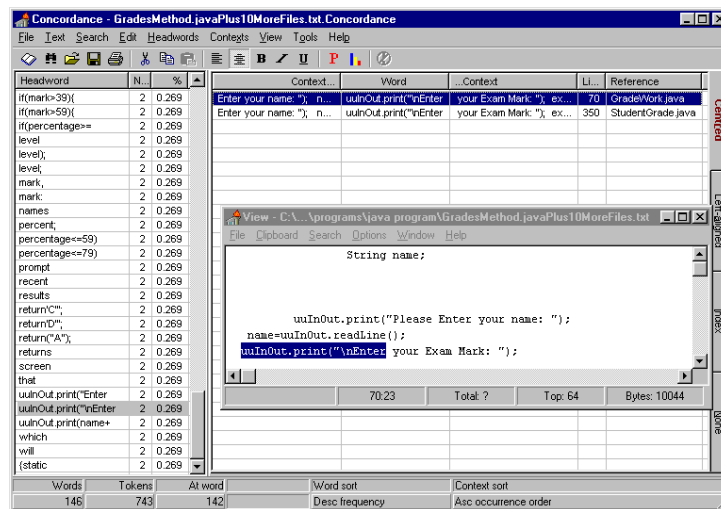 Concordance - GradesMethod.javaPlus10MoreFiles.txt.Concordance
File Text Search Edit Headwords Contexts View Tools Help
B I U P
Headword N... % Context... Word ...Context Li... Reference
if(mark>39){ 2 0.269 Enter your name: "); n... uuInOut.print("\nEnter your Exam Mark: "); ex... 70 GradeWork.java
if(mark>59){ 2 0.269 Enter your name: "); n... uuInOut.print("\nEnter your Exam Mark: "); ex... 350 StudentGrade.java
if(percentage>= 2 0.269
level 2 0.269
level); 2 0.269
level; 2 0.269
mark, 2 0.269
mark: 2 0.269
names 2 0.269
percent; 2 0.269
percentage<=59) 2 0.269
percentage<=79) 2 0.269
prompt 2 0.269
recent 2 0.269
results 2 0.269
return'C'"; 2 0.269
return'D'"; 2 0.269
return("A"); 2 0.269
returns 2 0.269
screen 2 0.269
that 2 0.269
uuInOut.print("Enter 2 0.269
uuInOut.print("\nEnter 2 0.269
uuInOut.print(name+ 2 0.269
which 2 0.269
will 2 0.269
{static 2 0.269
Centred
Left-aligned
Index
None
View - C:\...\programs\java program\GradesMethod.javaPlus10MoreFiles.txt
File Clipboard Search Options Window Help
String name;
uuInOut.print("Please Enter your name: ");
name=uuInOut.readLine();
uuInOut.print("\nEnter your Exam Mark: ");
70:23 Total: ? Top: 64 Bytes: 10044
Words Tokens At word Word sort Context sort
146 743 142 Desc frequency Asc occurrence order